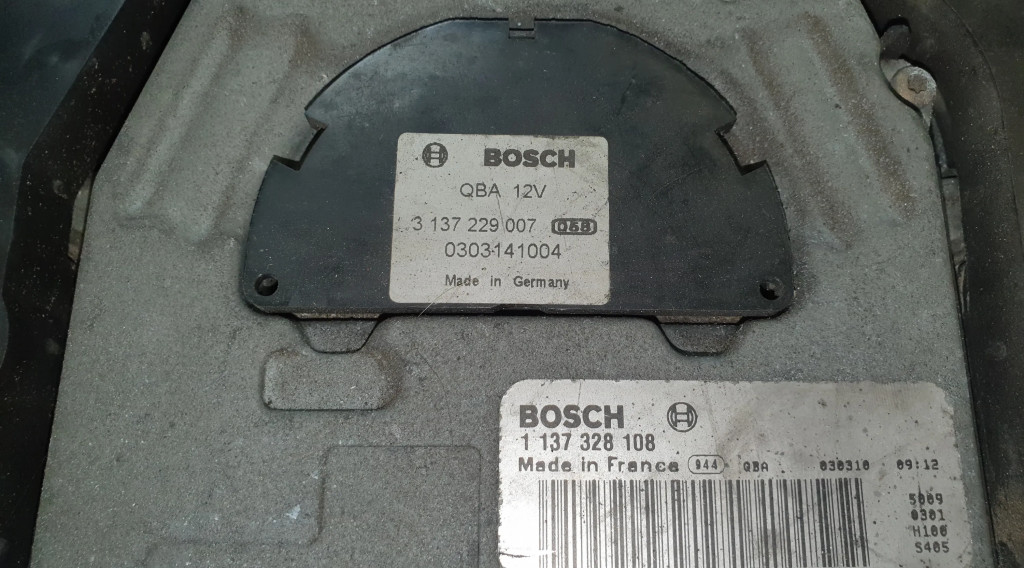 BOSCH
QBA 12V
3 137 229 007 058
0303141004
Made in Germany
BOSCH
1 137 328 108
Made in France 944 QBA 030310 09:12
5009
0301
H100
S405